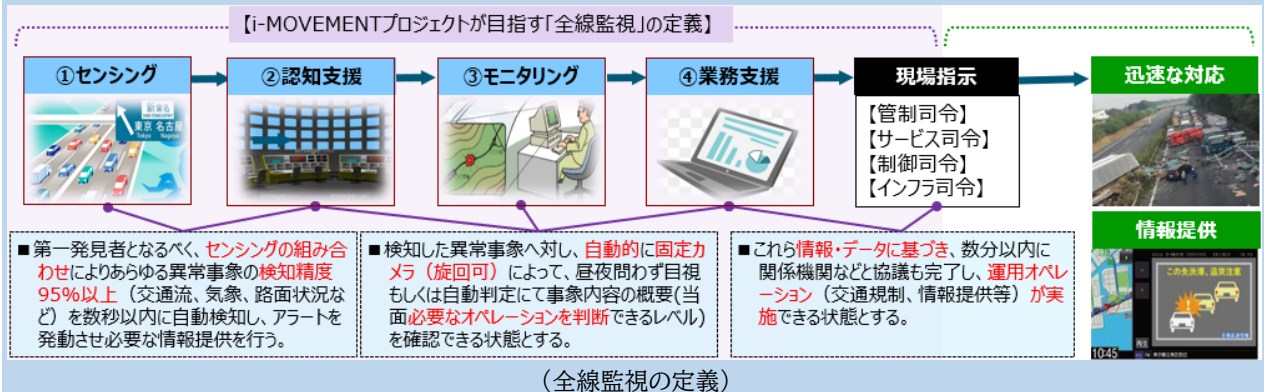 【i-MOVEMENTプロジェクトが目指す「全線監視」の定義】
①センシング
②認知支援
③モニタリング
④業務支援
現場指示
迅速な対応
新東名
東京 名古屋
Tokyo Nagoya
【管制司令】
【サービス司令】
【制御司令】
【インフラ司令】
情報提供
■第一発見者となるべく、センシングの組み合
わせによりあらゆる異常事象の検知精度
95%以上（交通流、気象、路面状況な
ど）を数秒以内に自動検知し、アラートを
発動させ必要な情報提供を行う。
■検知した異常事象へ対し、自動的に固定カ
メラ（旋回可）によって、昼夜問わず目視
もしくは自動判定にて事象内容の概要(当
面必要なオペレーションを判断できるレベル)
を確認できる状態とする。
■これら情報・データに基づき、数分以内に
関係機関などと協議も完了し、運用オペレ
ーション（交通規制、情報提供等）が実
施できる状態とする。
この先渋滞、追突注意
再生
10:45
（全線監視の定義）